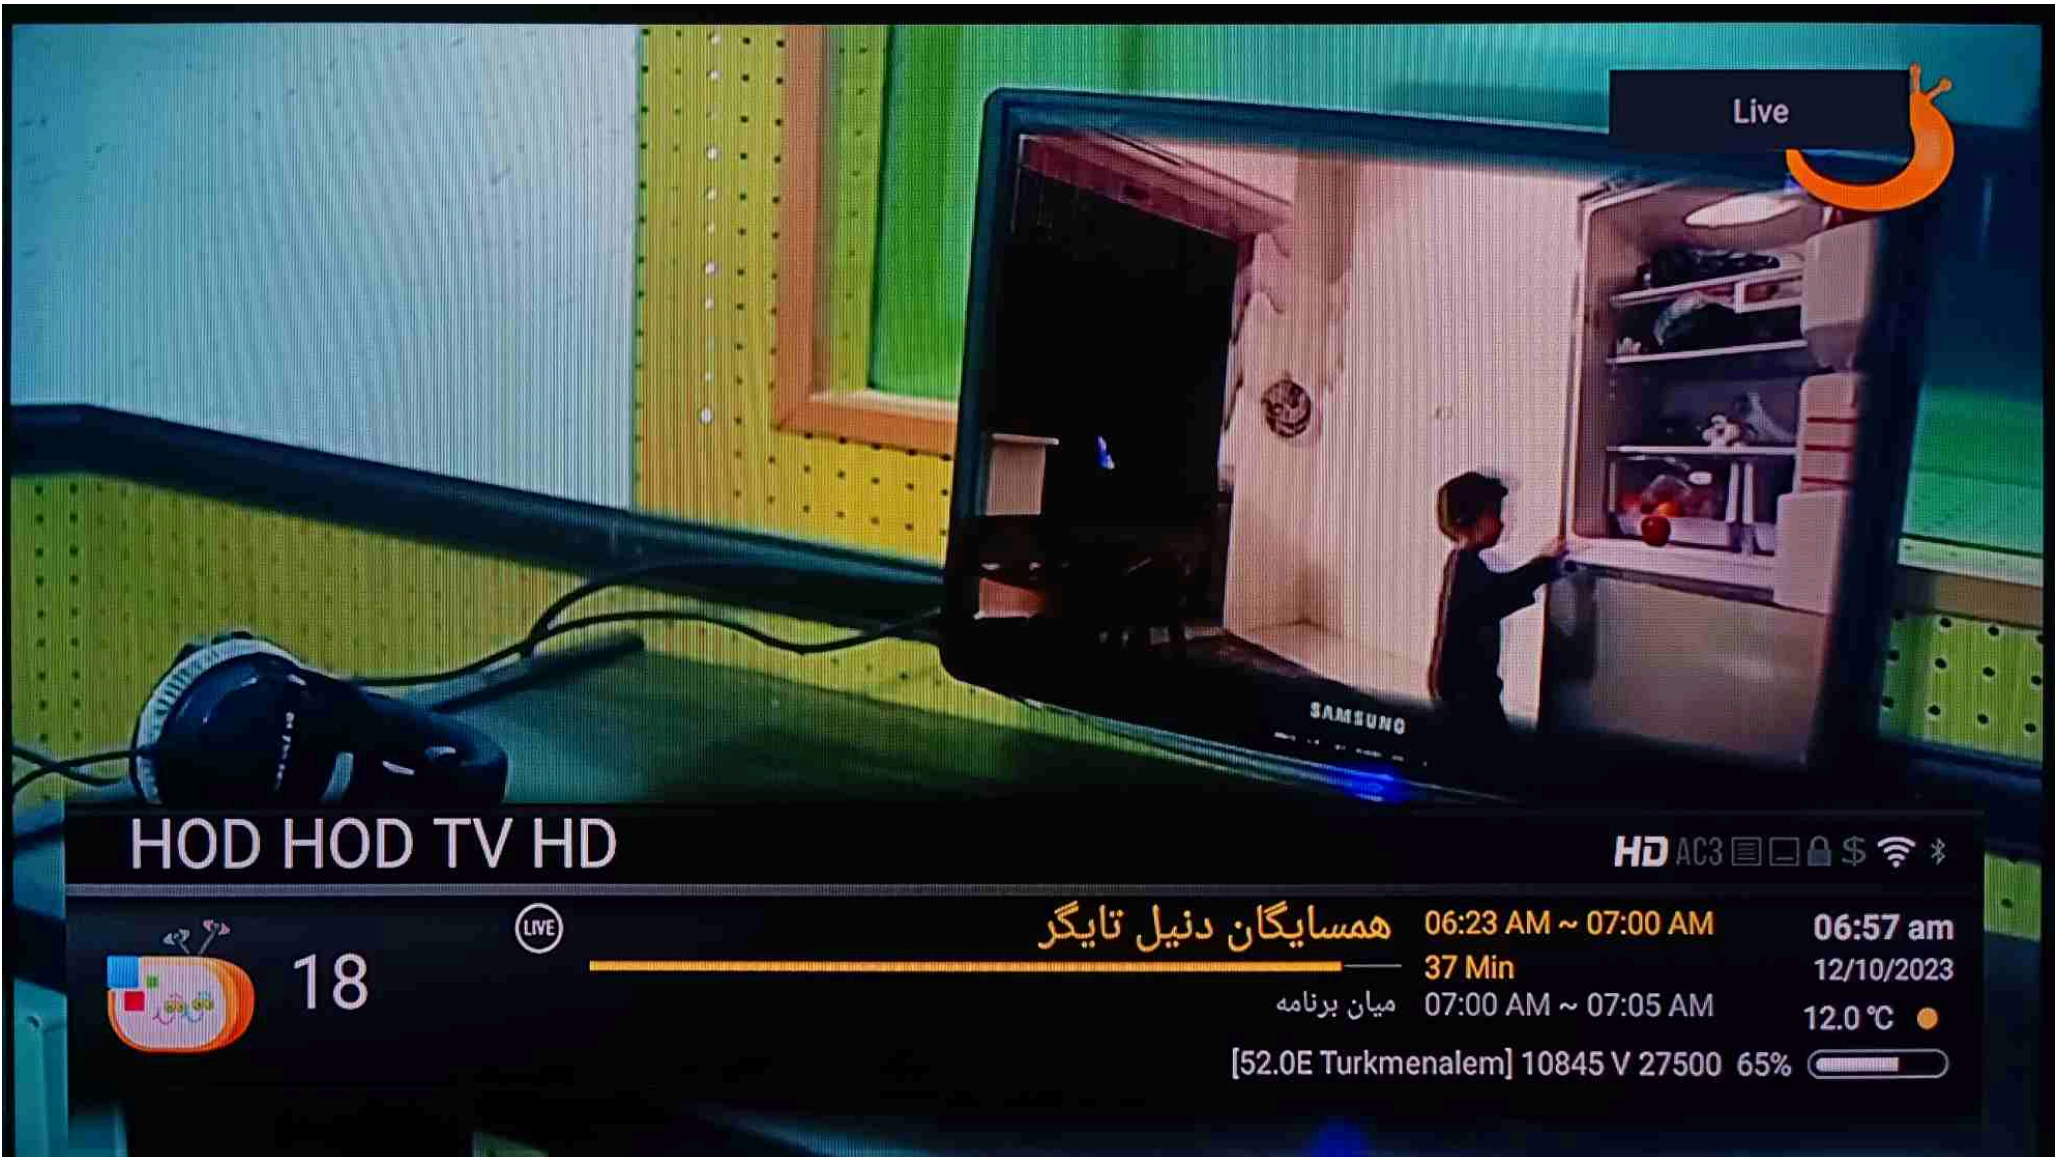 Live
SAMSUNG
HOD HOD TV HD
HD AC3 $
LIVE
18
همسایگان دنیل تایگر 06:23 AM ~ 07:00 AM
37 Min
میان برنامه 07:00 AM ~ 07:05 AM
06:57 am
12/10/2023
12.0 °C
[52.0E Turkmenalem] 10845 V 27500 65%